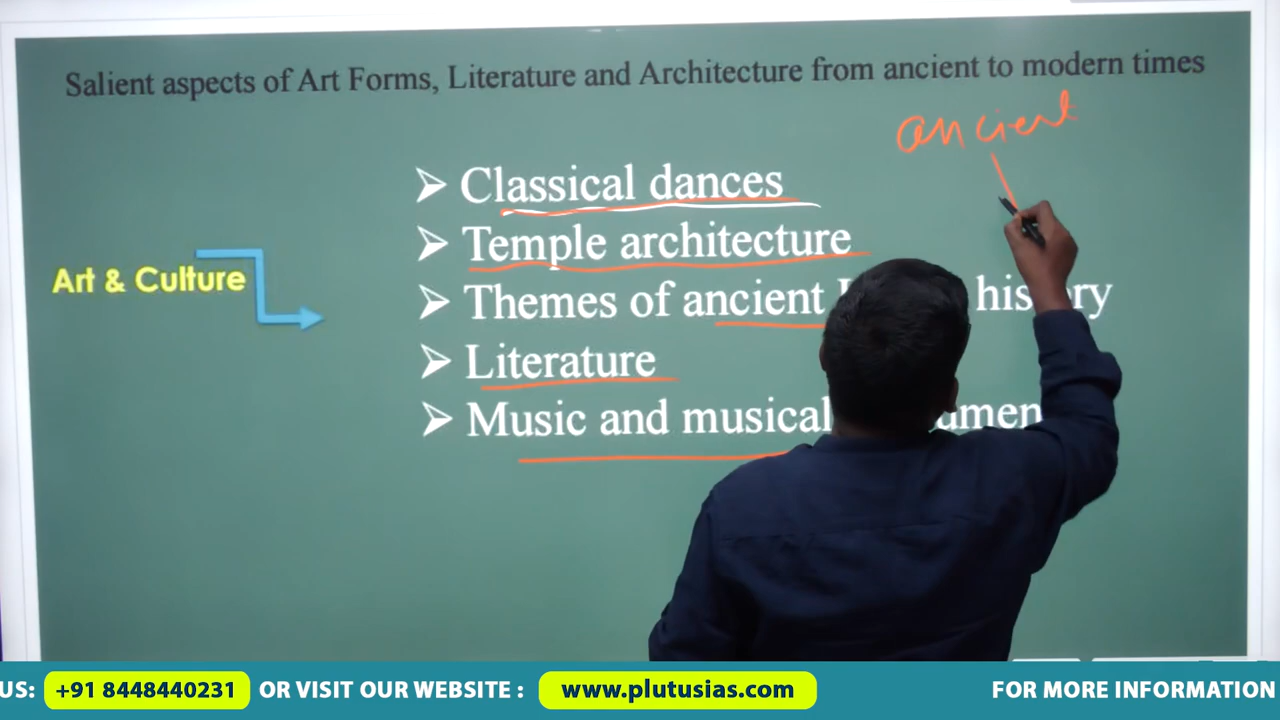 Salient aspects of Art Forms, Literature and Architecture from ancient to modern times
ancient
➢ Classical dances
➢ Temple architecture
Art & Culture
➢ Themes of ancient history
➢ Literature
➢ Music and musical
US: +91 8448440231 OR VISIT OUR WEBSITE : www.plutusias.com FOR MORE INFORMATION